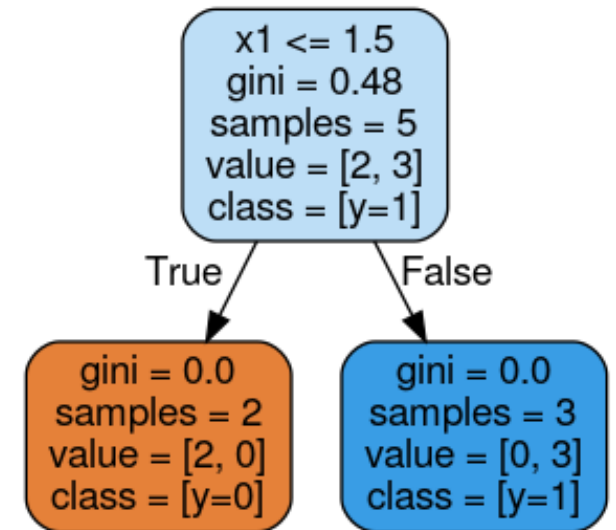 x1 <= 1.5
gini = 0.48
samples = 5
value = [2, 3]
class = [y=1]
True
False
gini = 0.0
samples = 2
value = [2, 0]
class = [y=0]
gini = 0.0
samples = 3
value = [0, 3]
class = [y=1]